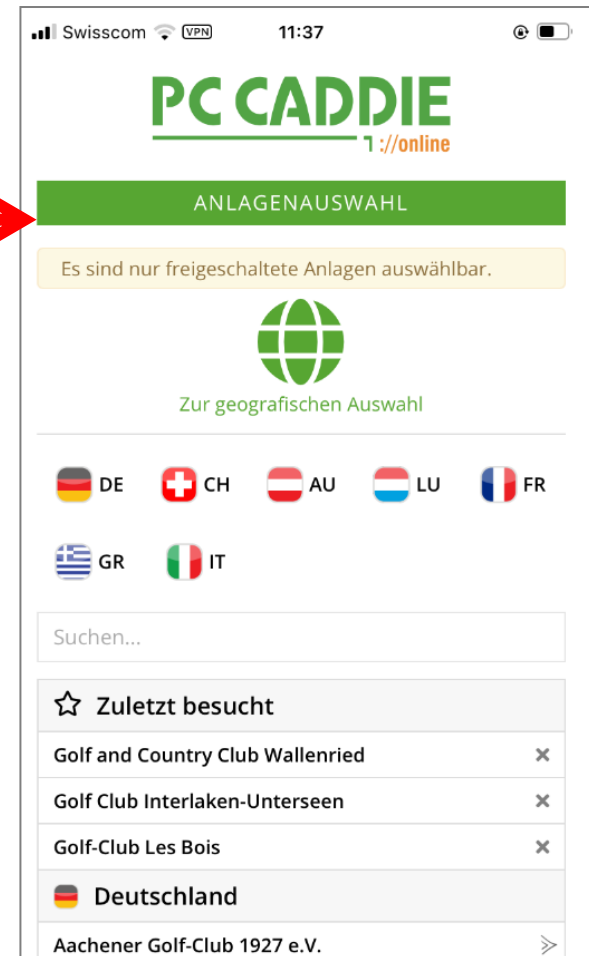 Swisscom VPN 11:37
PC CADDIE
://online
ANLAGENAUSWAHL
Es sind nur freigeschaltete Anlagen auswählbar.
Zur geografischen Auswahl
DE CH AU LU FR
GR IT
Suchen...
Zuletzt besucht
Golf and Country Club Wallenried
Golf Club Interlaken-Unterseen
Golf-Club Les Bois
Deutschland
Aachener Golf-Club 1927 e.V.